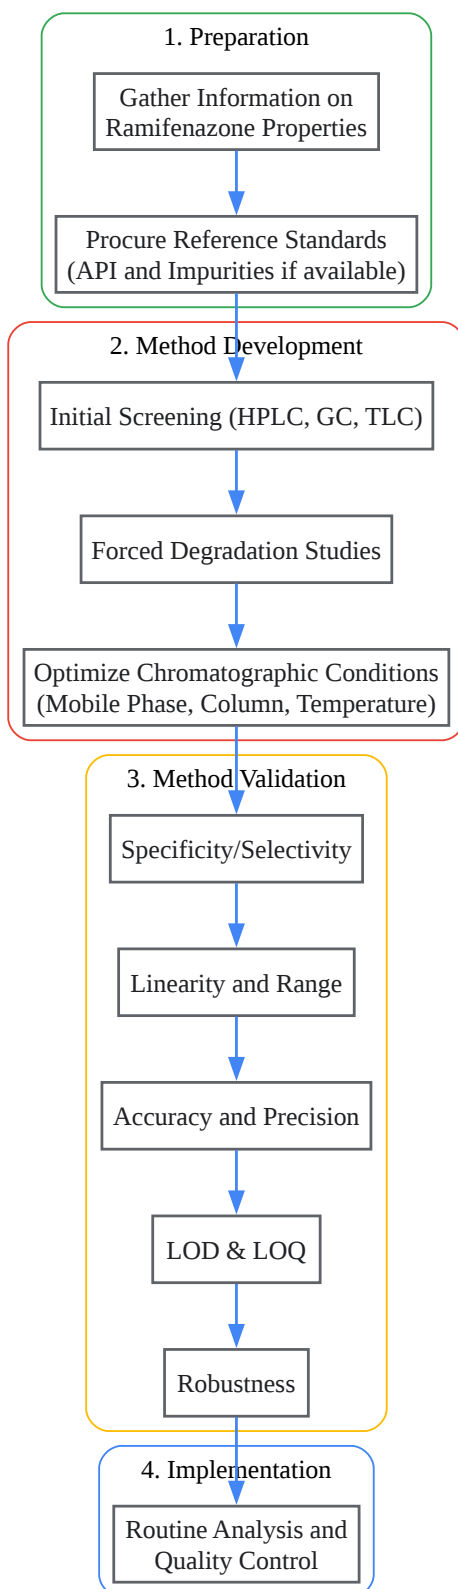 1. Preparation
Gather Information on
Ramifenazone Properties
Procure Reference Standards
(API and Impurities if available)
2. Method Development
Initial Screening (HPLC, GC, TLC)
Forced Degradation Studies
Optimize Chromatographic Conditions
(Mobile Phase, Column, Temperature)
3. Method Validation
Specificity/Selectivity
Linearity and Range
Accuracy and Precision
LOD & LOQ
Robustness
4. Implementation
Routine Analysis and
Quality Control